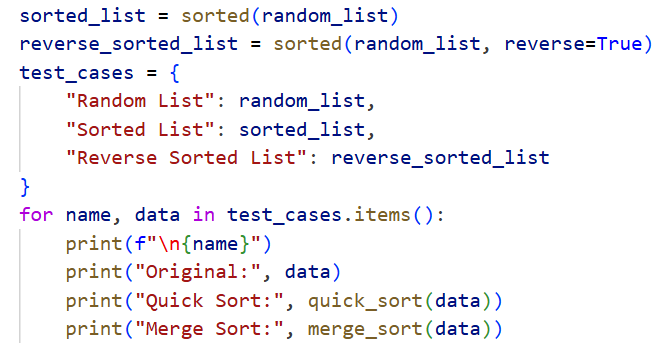 sorted_list = sorted(random_list)
reverse_sorted_list = sorted(random_list, reverse=True)
test_cases = {
    "Random List": random_list,
    "Sorted List": sorted_list,
    "Reverse Sorted List": reverse_sorted_list
}
for name, data in test_cases.items():
    print(f"\n{name}")
    print("Original:", data)
    print("Quick Sort:", quick_sort(data))
    print("Merge Sort:", merge_sort(data))